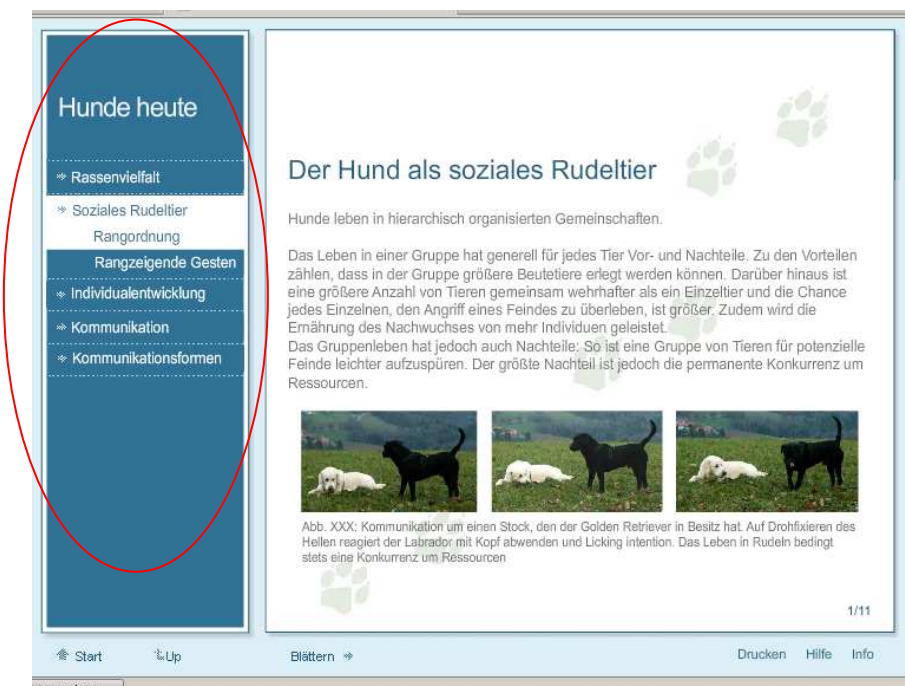 Hunde heute
Rassenvielfalt
Soziales Rudeltier
Rangordnung
Rangzeigende Gesten
Individualentwicklung
Kommunikation
Kommunikationsformen
Der Hund als soziales Rudeltier
Hunde leben in hierarchisch organisierten Gemeinschaften.
Das Leben in einer Gruppe hat generell für jedes Tier Vor- und Nachteile. Zu den Vorteilen
zählen, dass in der Gruppe größere Beutetiere erlegt werden können. Darüber hinaus ist
eine größere Anzahl von Tieren gemeinsam wehrhafter als ein Einzeltier und die Chance
jedes Einzelnen, den Angriff eines Feindes zu überleben, ist größer. Zudem wird die
Ernährung des Nachwuchses von mehr Individuen geleistet.
Das Gruppenleben hat jedoch auch Nachteile: So ist eine Gruppe von Tieren für potenzielle
Feinde leichter aufzuspüren. Der größte Nachteil ist jedoch die permanente Konkurrenz um
Ressourcen.
Abb. XXX: Kommunikation um einen Stock, den der Golden Retriever in Besitz hat. Auf Drohfixieren des
Hellen reagiert der Labrador mit Kopf abwenden und Licking intention. Das Leben in Rudeln bedingt
stets eine Konkurrenz um Ressourcen
1/11
Start Up Blättern Drucken Hilfe Info